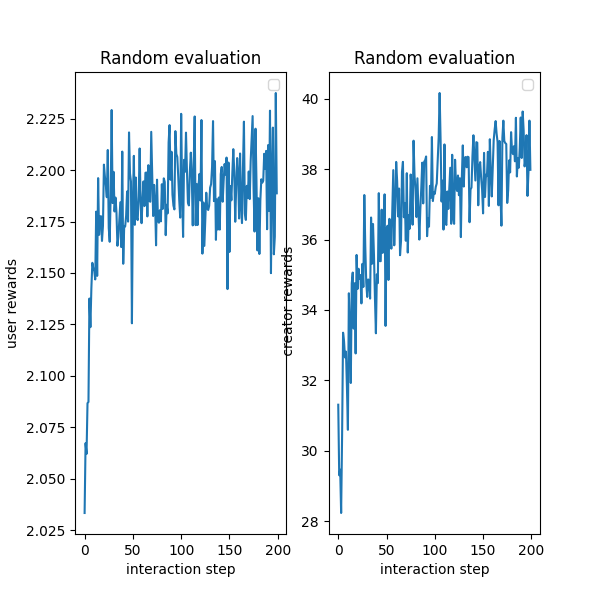 Random evaluation
user rewards
2.225
2.200
2.175
2.150
2.125
2.100
2.075
2.050
2.025
0 50 100 150 200
interaction step
Random evaluation
creator rewards
40
38
36
34
32
30
28
0 50 100 150 200
interaction step